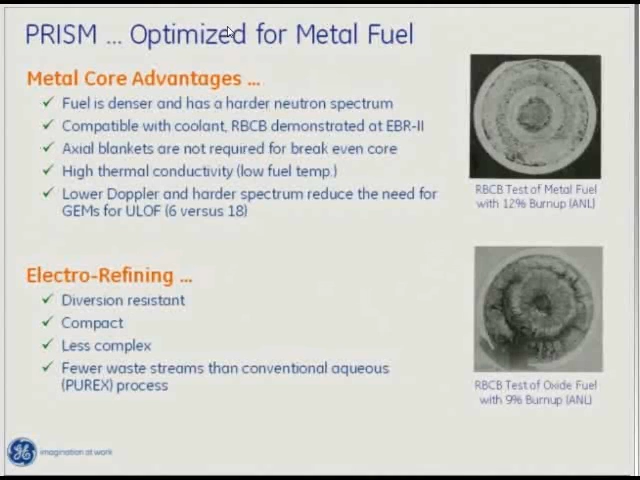 PRISM ... Optimized for Metal Fuel
Metal Core Advantages ...
✓ Fuel is denser and has a harder neutron spectrum
✓ Compatible with coolant, RBCB demonstrated at EBR-II
✓ Axial blankets are not required for break even core
✓ High thermal conductivity (low fuel temp.)
✓ Lower Doppler and harder spectrum reduce the need for
GEMs for ULOF (6 versus 18)
RBCB Test of Metal Fuel
with 12% Burnup (ANL)
Electro-Refining ...
✓ Diversion resistant
✓ Compact
✓ Less complex
✓ Fewer waste streams than conventional aqueous
(PUREX) process
RBCB Test of Oxide Fuel
with 9% Burnup (ANL)
GE
imagination at work